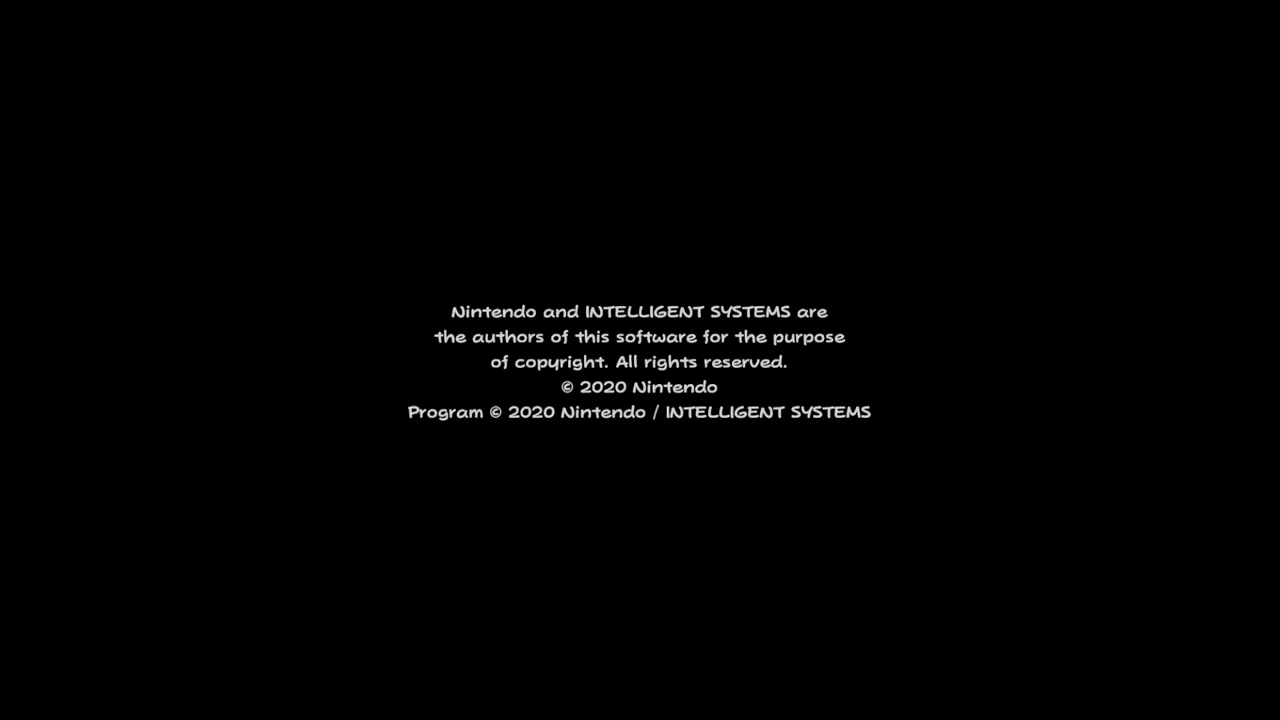 Nintendo and INTELLIGENT SYSTEMS are
the authors of this software for the purpose
of copyright. All rights reserved.
© 2020 Nintendo
Program © 2020 Nintendo / INTELLIGENT SYSTEMS